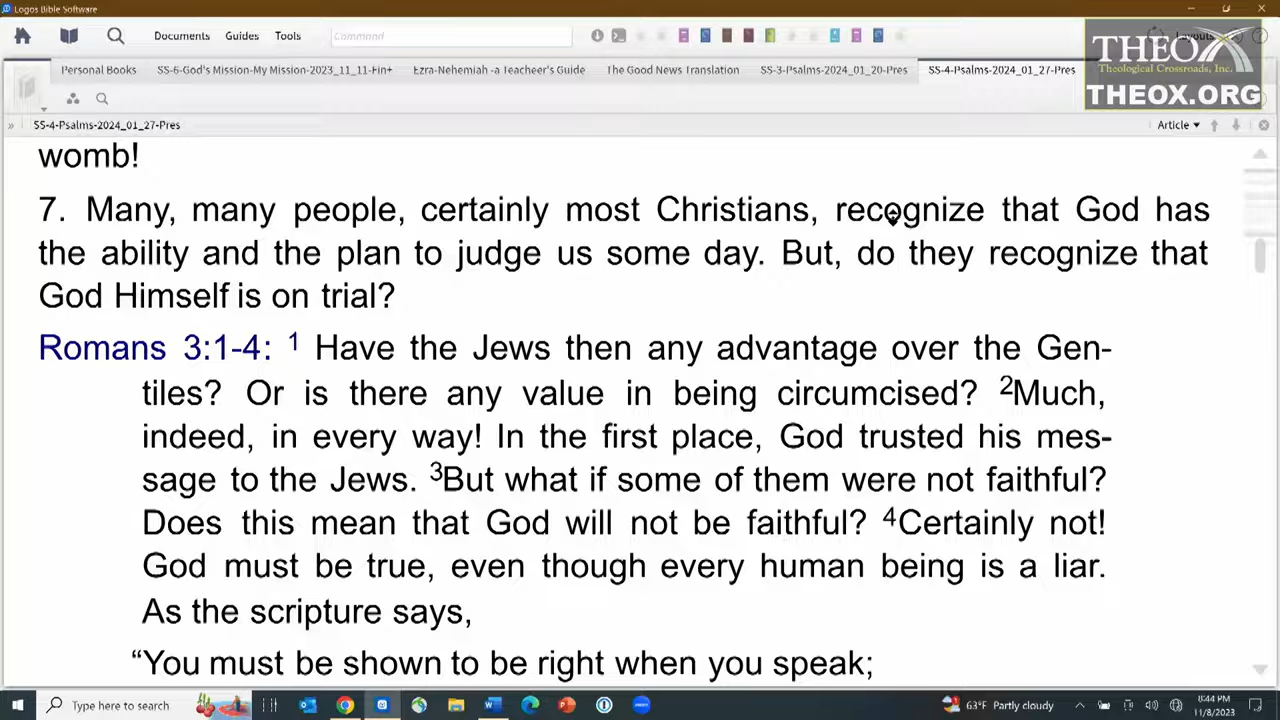 Logos Bible Software
Documents Guides Tools Command
THEOX
Theological Crossroads, Inc.
THEOX.ORG
Personal Books SS-6-God's Mission-My Mission-2023_11_11-Fin+ The Good News Translation SS-3-Psalms-2024_01_20-Pres SS-4-Psalms-2024_01_27-Pres
SS-4-Psalms-2024_01_27-Pres Article
womb!
7. Many, many people, certainly most Christians, recognize that God has
the ability and the plan to judge us some day. But, do they recognize that
God Himself is on trial?
Romans 3:1-4: 1 Have the Jews then any advantage over the Gen-
tiles? Or is there any value in being circumcised? 2Much,
indeed, in every way! In the first place, God trusted his mes-
sage to the Jews. 3But what if some of them were not faithful?
Does this mean that God will not be faithful? 4Certainly not!
God must be true, even though every human being is a liar.
As the scripture says,
“You must be shown to be right when you speak;
Type here to search
63°F Partly cloudy
8:44 PM
11/8/2023